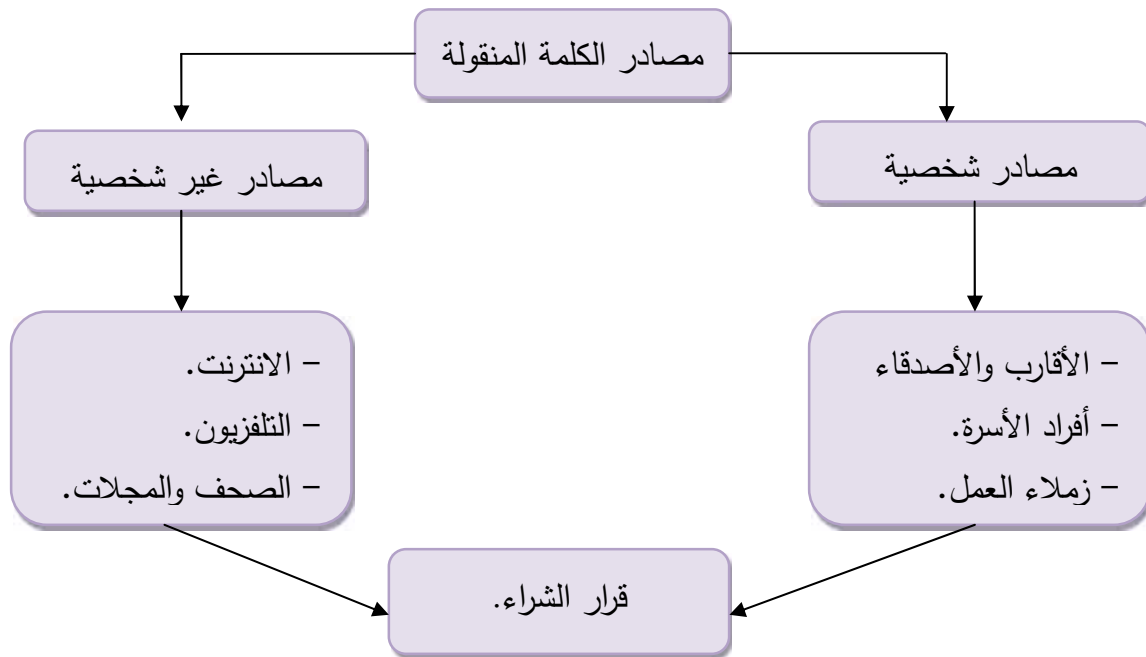 مصادر الكلمة المنقولة
مصادر شخصية
مصادر غير شخصية
– الأقارب والأصدقاء
– أفراد الأسرة.
– زملاء العمل.
– الانترنت.
– التلفزيون.
– الصحف والمجلات.
قرار الشراء.